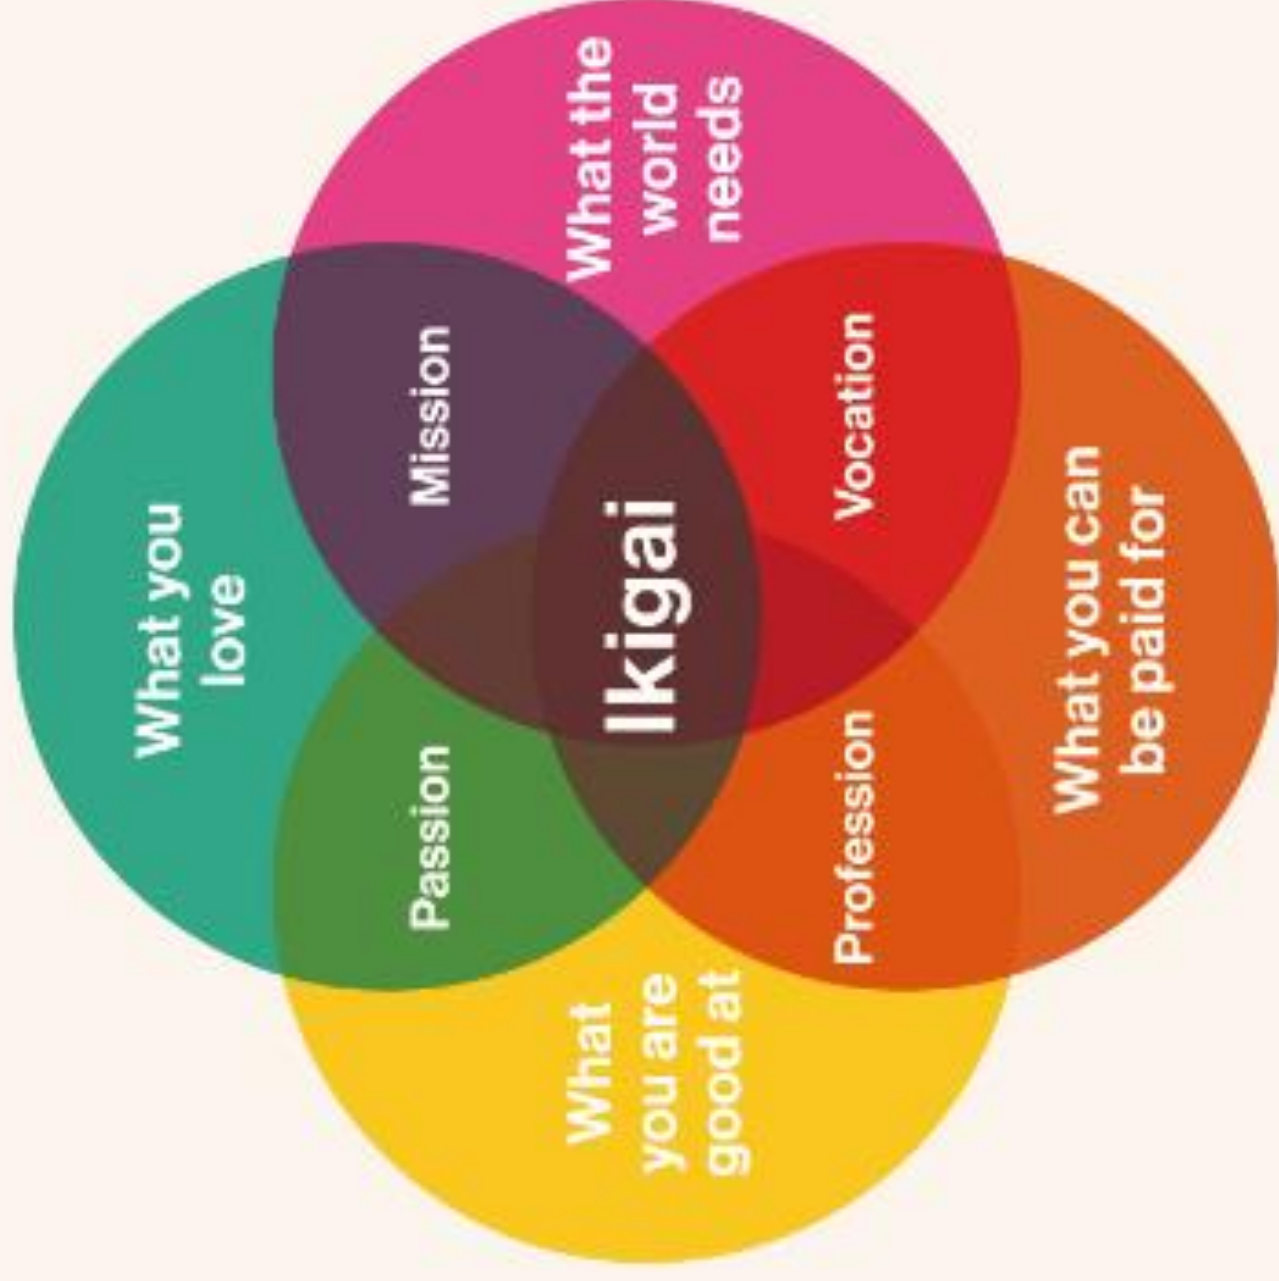 What you
love
Passion
Mission
What
you are
good at
Ikigai
What the
world
needs
Profession
Vocation
What you can
be paid for